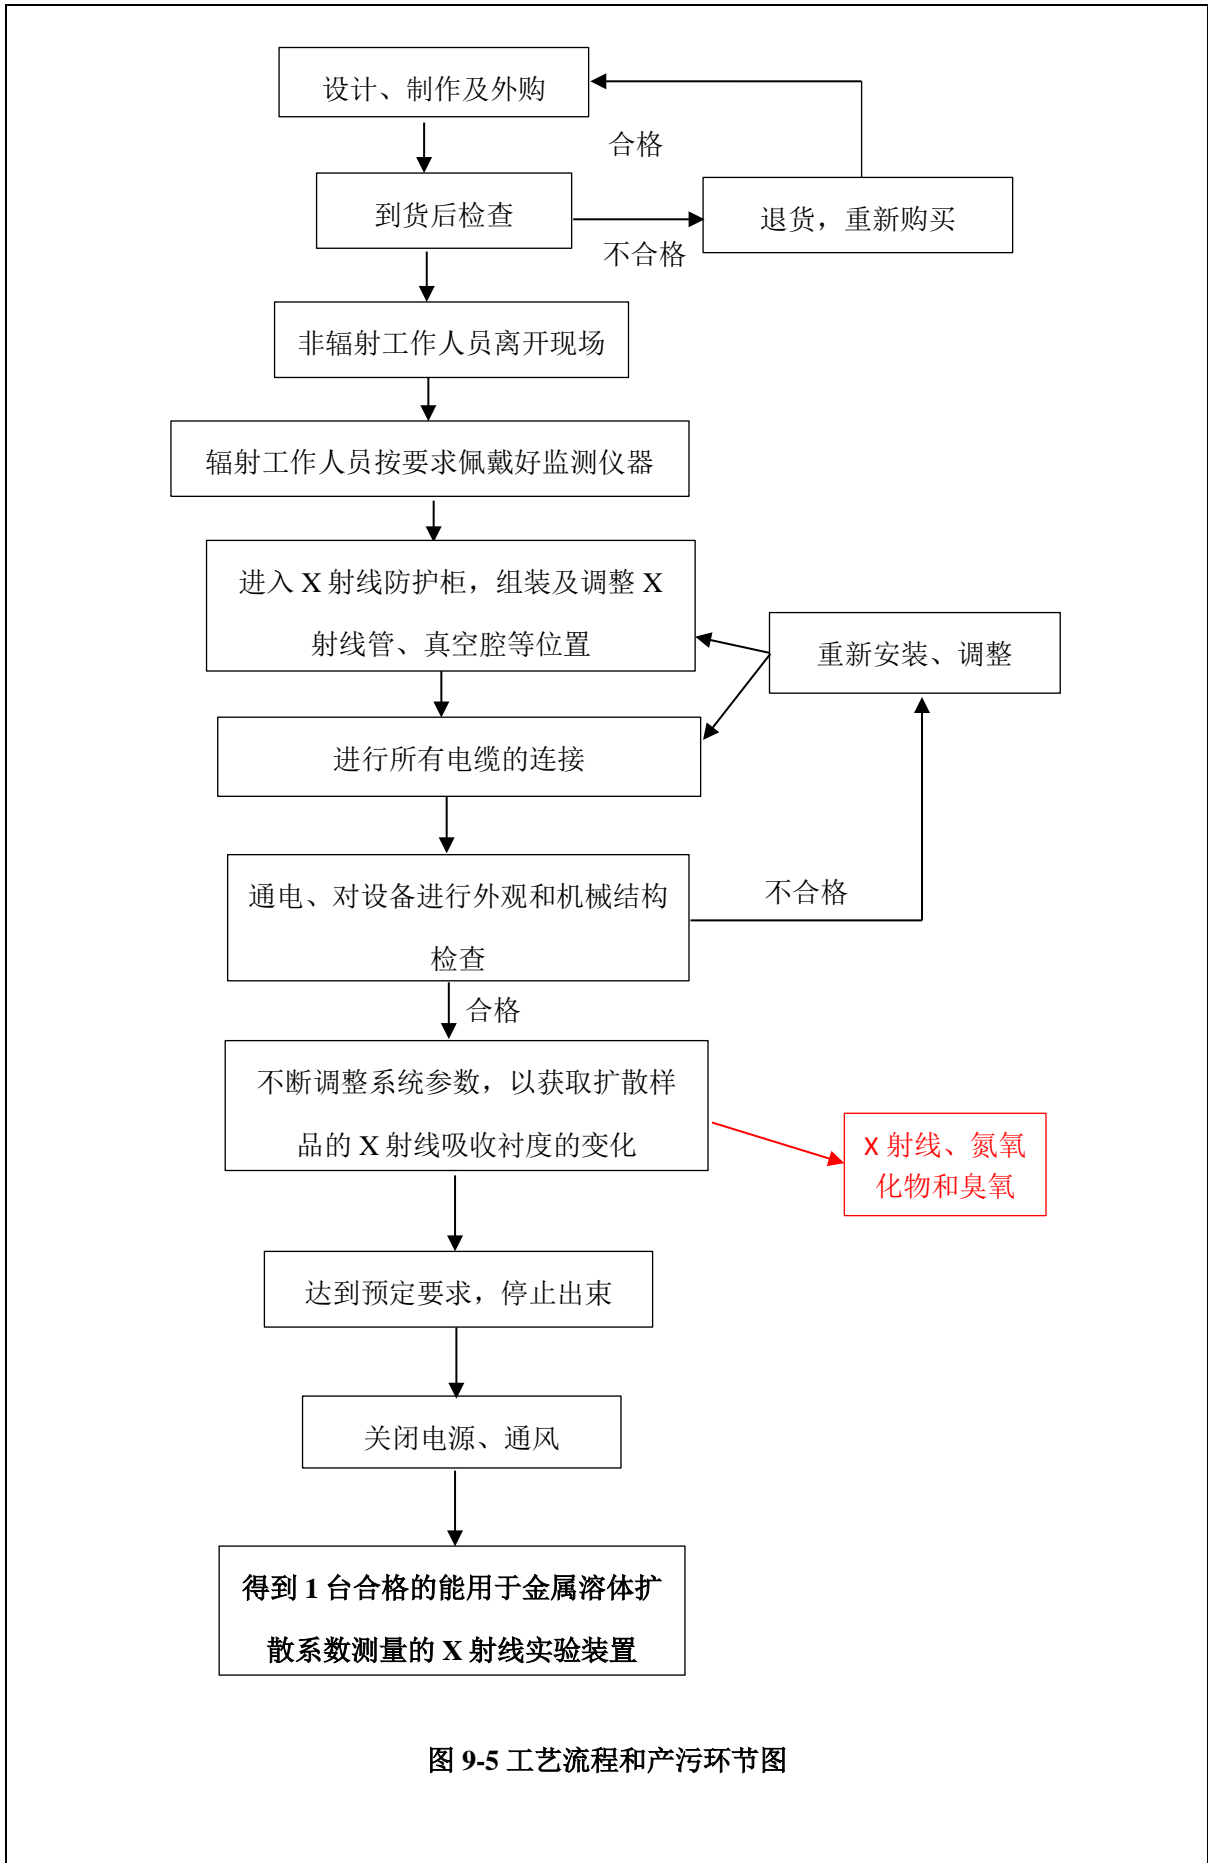 设计、制作及外购
合格
到货后检查
退货，重新购买
不合格
非辐射工作人员离开现场
辐射工作人员按要求佩戴好监测仪器
进入 X 射线防护柜，组装及调整 X
射线管、真空腔等位置
重新安装、调整
进行所有电缆的连接
通电、对设备进行外观和机械结构
检查
不合格
合格
不断调整系统参数，以获取扩散样
品的 X 射线吸收衬度的变化
X 射线、氮氧
化物和臭氧
达到预定要求，停止出束
关闭电源、通风
得到 1 台合格的能用于金属溶体扩
散系数测量的 X 射线实验装置
图 9-5 工艺流程和产污环节图